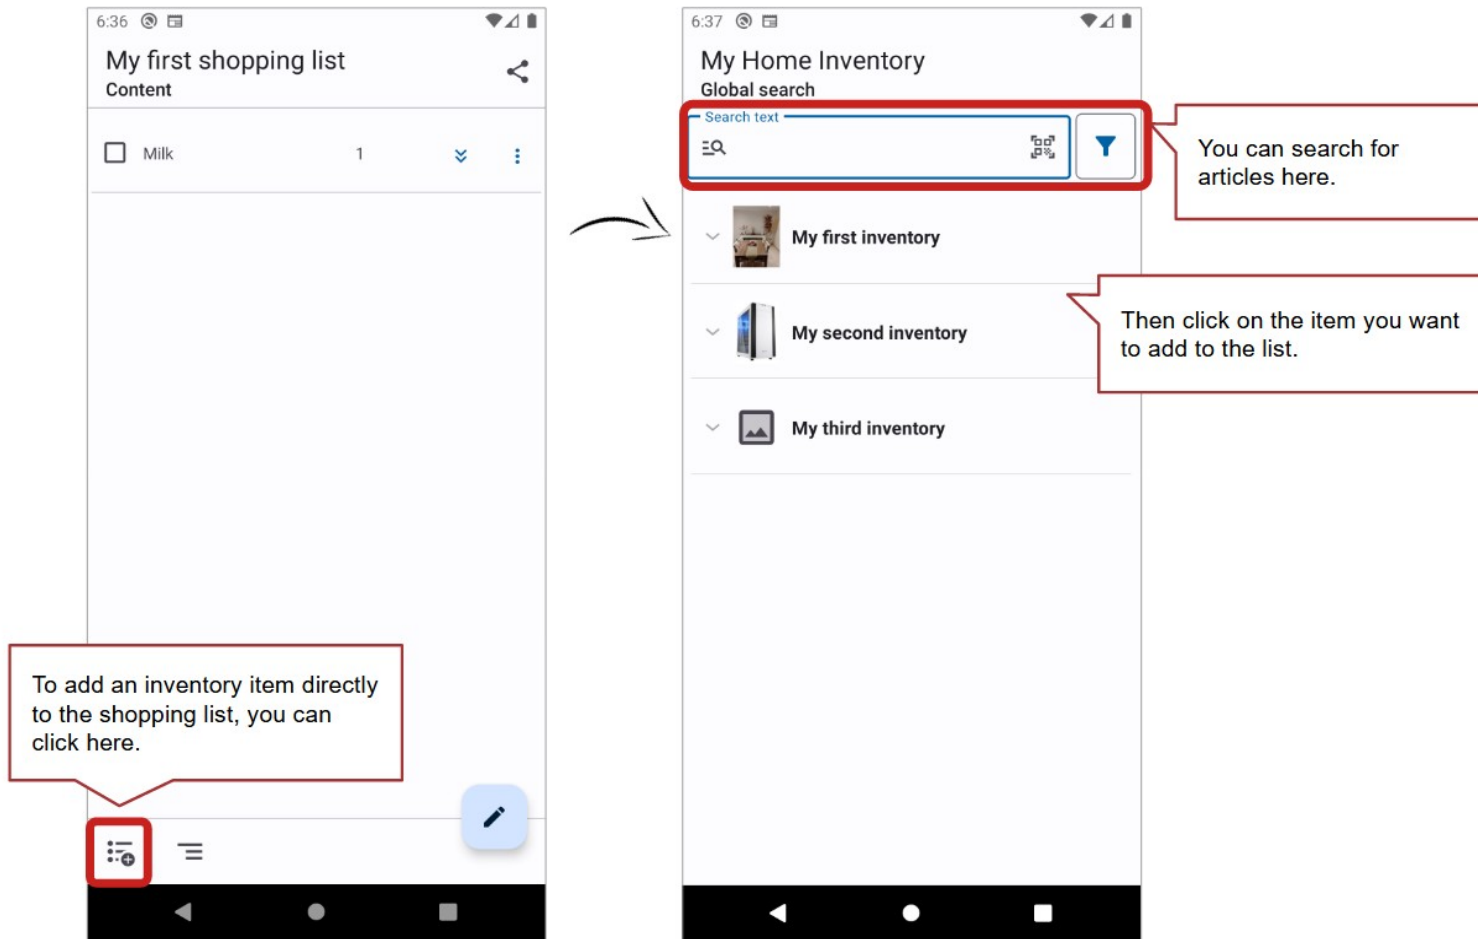 6:36
My first shopping list
Content
Milk 1
To add an inventory item directly
to the shopping list, you can
click here.
6:37
My Home Inventory
Global search
Search text
My first inventory
My second inventory
My third inventory
You can search for
articles here.
Then click on the item you want
to add to the list.